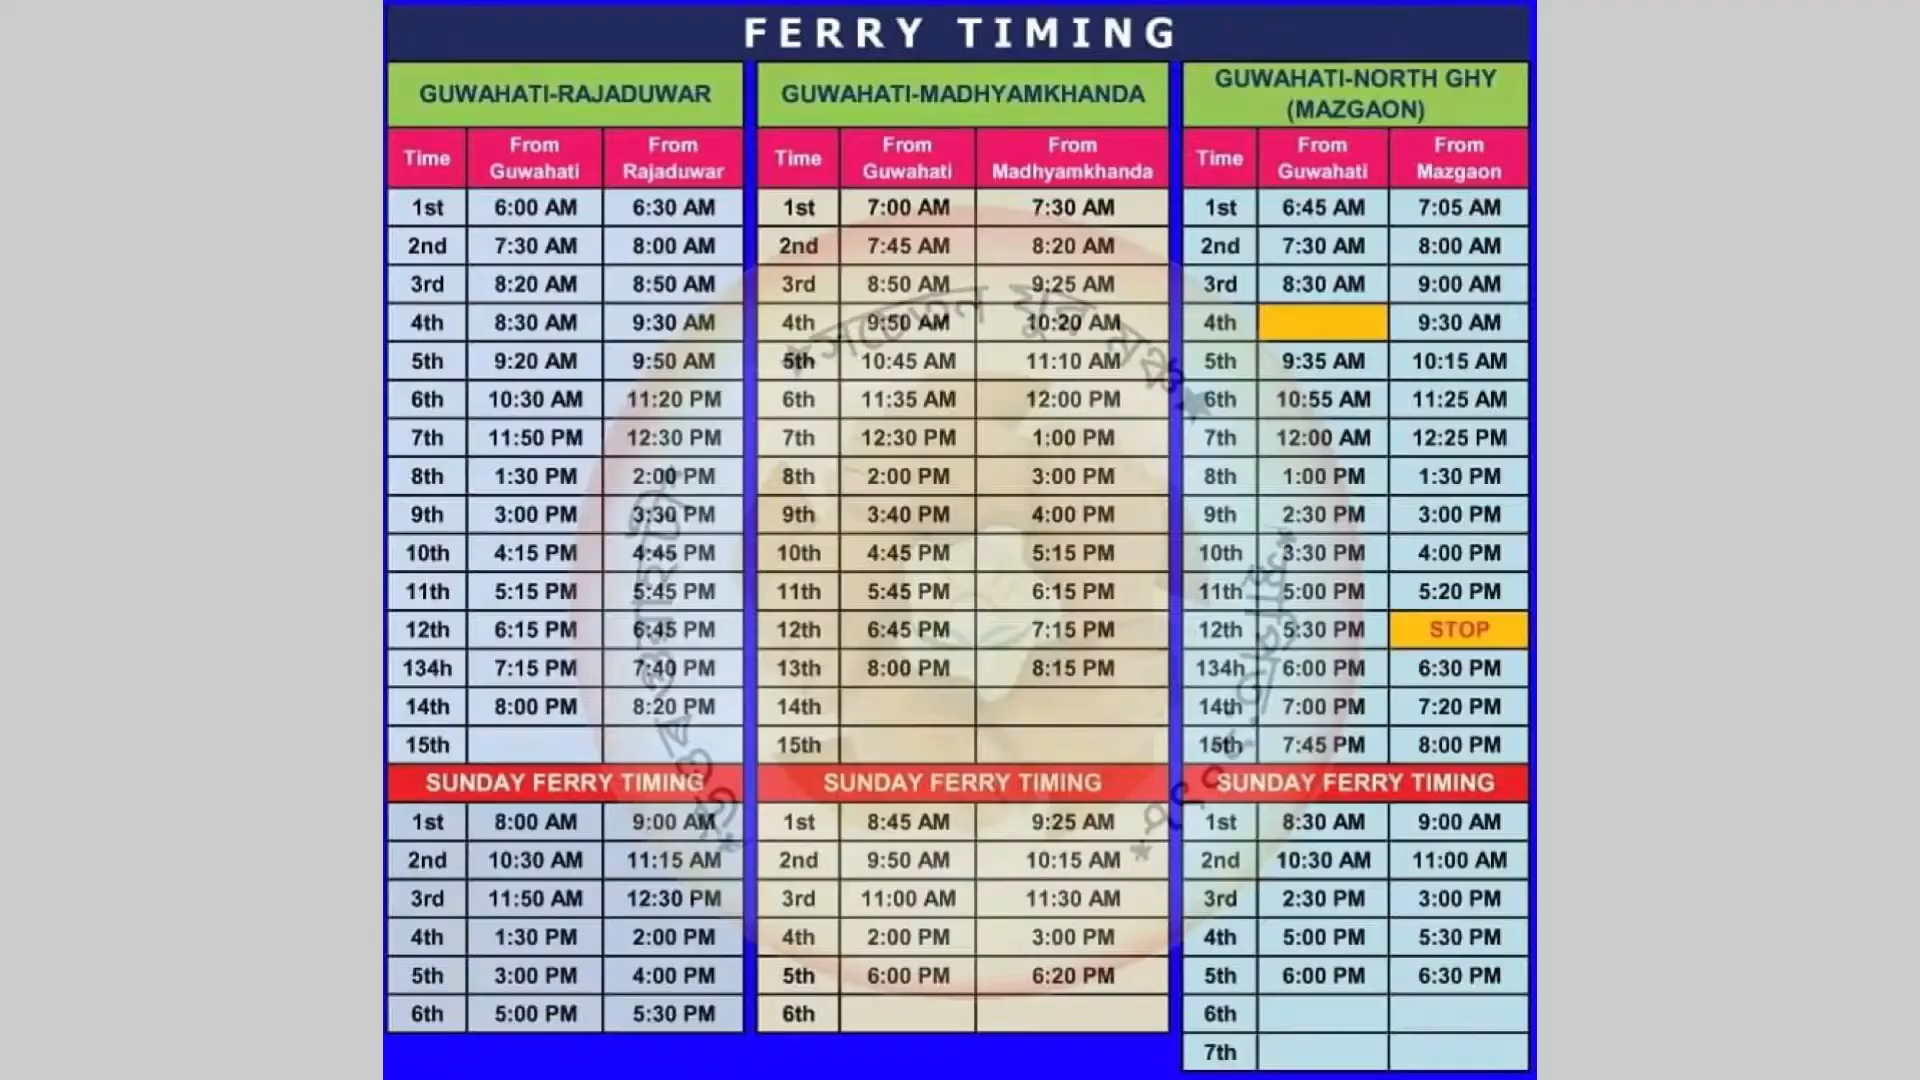 FERRY TIMING
GUWAHATI-RAJADUWAR
Time From Guwahati From Rajaduwar
1st 6:00 AM 6:30 AM
2nd 7:30 AM 8:00 AM
3rd 8:20 AM 8:50 AM
4th 8:30 AM 9:30 AM
5th 9:20 AM 9:50 AM
6th 10:30 AM 11:20 PM
7th 11:50 PM 12:30 PM
8th 1:30 PM 2:00 PM
9th 3:00 PM 3:30 PM
10th 4:15 PM 4:45 PM
11th 5:15 PM 5:45 PM
12th 6:15 PM 6:45 PM
134h 7:15 PM 7:40 PM
14th 8:00 PM 8:20 PM
15th
SUNDAY FERRY TIMING
1st 8:00 AM 9:00 AM
2nd 10:30 AM 11:15 AM
3rd 11:50 AM 12:30 PM
4th 1:30 PM 2:00 PM
5th 3:00 PM 4:00 PM
6th 5:00 PM 5:30 PM
GUWAHATI-MADHYAMKHANDA
Time From Guwahati From Madhyamkhanda
1st 7:00 AM 7:30 AM
2nd 7:45 AM 8:20 AM
3rd 8:50 AM 9:25 AM
4th 9:50 AM 10:20 AM
5th 10:45 AM 11:10 AM
6th 11:35 AM 12:00 PM
7th 12:30 PM 1:00 PM
8th 2:00 PM 3:00 PM
9th 3:40 PM 4:00 PM
10th 4:45 PM 5:15 PM
11th 5:45 PM 6:15 PM
12th 6:45 PM 7:15 PM
13th 8:00 PM 8:15 PM
14th
15th
SUNDAY FERRY TIMING
1st 8:45 AM 9:25 AM
2nd 9:50 AM 10:15 AM
3rd 11:00 AM 11:30 AM
4th 2:00 PM 3:00 PM
5th 6:00 PM 6:20 PM
6th
GUWAHATI-NORTH GHY
(MAZGAON)
Time From Guwahati From Mazgaon
1st 6:45 AM 7:05 AM
2nd 7:30 AM 8:00 AM
3rd 8:30 AM 9:00 AM
4th 9:30 AM
5th 9:35 AM 10:15 AM
6th 10:55 AM 11:25 AM
7th 12:00 AM 12:25 PM
8th 1:00 PM 1:30 PM
9th 2:30 PM 3:00 PM
10th 3:30 PM 4:00 PM
11th 5:00 PM 5:20 PM
12th 5:30 PM STOP
134h 6:00 PM 6:30 PM
14th 7:00 PM 7:20 PM
15th 7:45 PM 8:00 PM
SUNDAY FERRY TIMING
1st 8:30 AM 9:00 AM
2nd 10:30 AM 11:00 AM
3rd 2:30 PM 3:00 PM
4th 5:00 PM 5:30 PM
5th 6:00 PM 6:30 PM
6th
7th